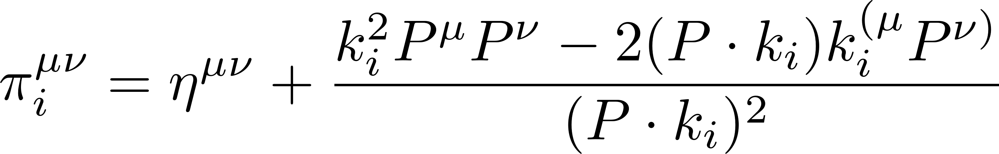 \pi_i^{\mu\nu} = \eta^{\mu\nu} + \frac{k_i^2 P^\mu P^\nu - 2(P \cdot k_i) k_i^{(\mu} P^{\nu)}}{(P \cdot k_i)^2}